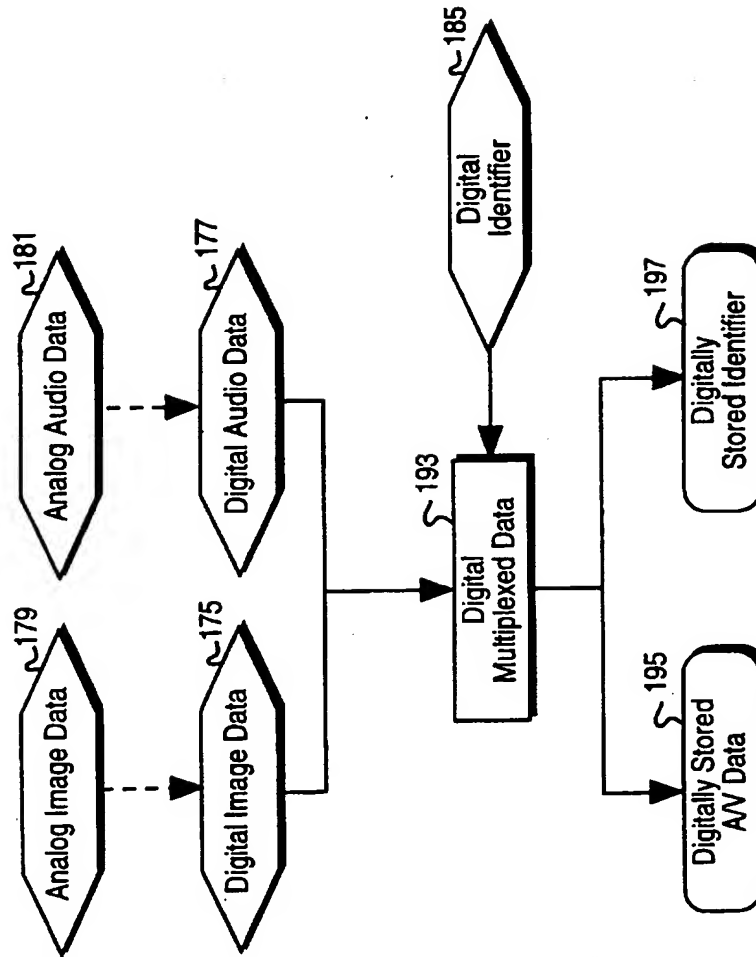 179
Analog Image Data
181
Analog Audio Data
175
Digital Image Data
177
Digital Audio Data
193
Digital
Multiplexed Data
185
Digital
Identifier
195
Digitally Stored
A/V Data
197
Digitally
Stored Identifier